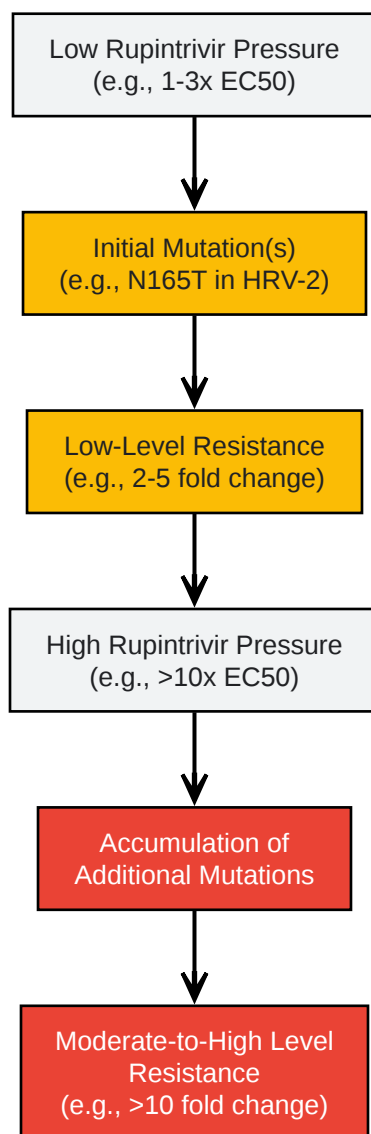 Low Rupintrivir Pressure
(e.g., 1-3x EC50)
Initial Mutation(s)
(e.g., N165T in HRV-2)
Low-Level Resistance
(e.g., 2-5 fold change)
High Rupintrivir Pressure
(e.g., >10x EC50)
Accumulation of
Additional Mutations
Moderate-to-High Level
Resistance
(e.g., >10 fold change)